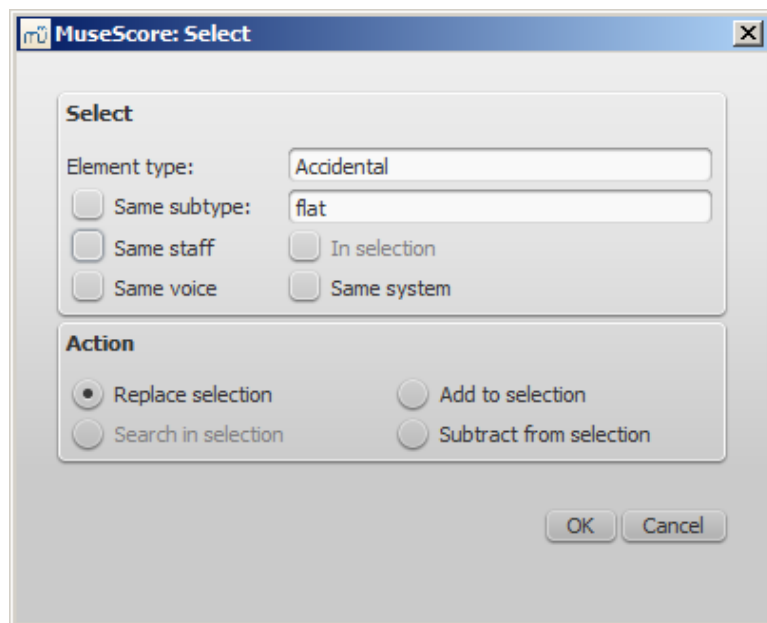 mü MuseScore: Select
Select
Element type: Accidental
Same subtype: flat
Same staff In selection
Same voice Same system
Action
Replace selection Add to selection
Search in selection Subtract from selection
OK Cancel